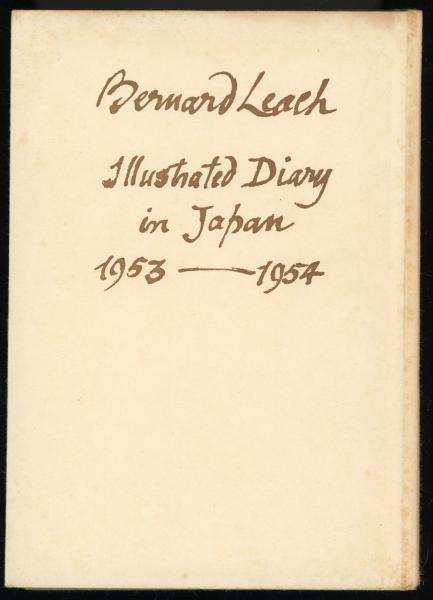 Bernard Leach
Illustrated Diary
in Japan
1953 — 1954